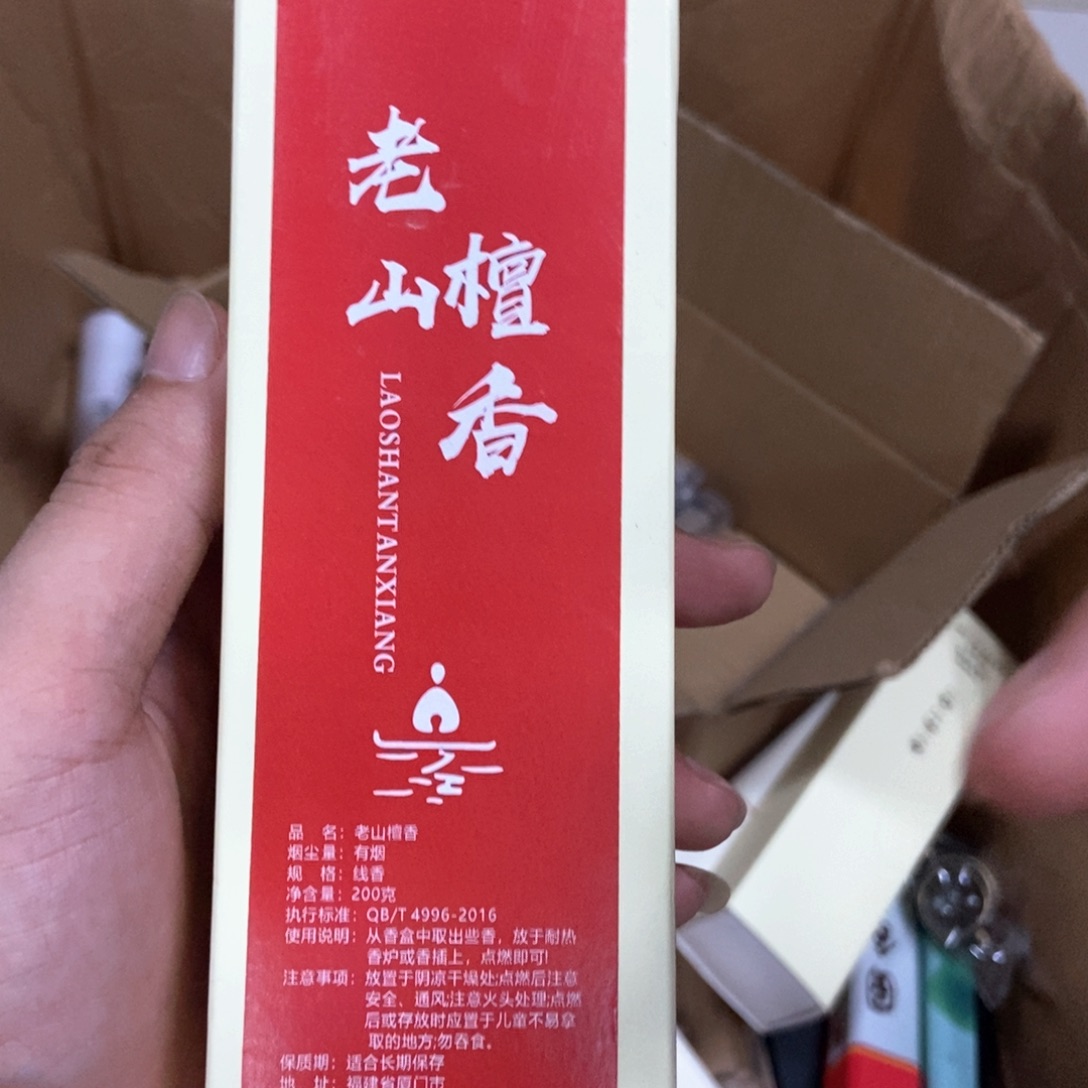 老山
檀香
LAOSHANTANXIANG
品 名：老山檀香
烟尘量：有烟
规 格：线香
净含量：200克
执行标准：QB/T 4996-2016
使用说明：从香盒中取出些香，放于耐热
香炉或香插上，点燃即可!
注意事项：放置于阴凉干燥处;点燃后注意
安全、通风;注意火头处理;点燃
后或存放时应置于儿童不易拿
取的地方;勿吞食。
保质期：适合长期保存
地 址：福建省厦门市